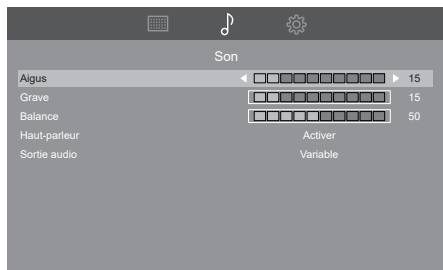 Son
Aigus 15
Grave 15
Balance 50
Haut-parleur Activer
Sortie audio Variable